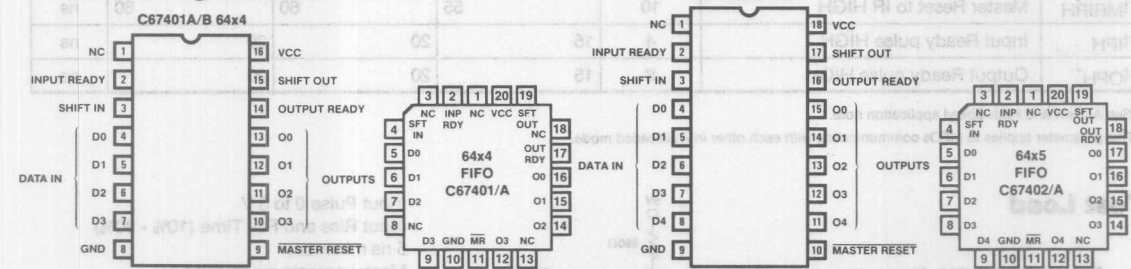 C67401A/B 64x4
NC 1
INPUT READY 2
SHIFT IN 3
D0 4
D1 5
D2 6
D3 7
GND 8
DATA IN
16 VCC
15 SHIFT OUT
14 OUTPUT READY
13 O0
12 O1
11 O2
10 O3
9 MASTER RESET
OUTPUTS
3 2 1 20 19
NC INP RDY NC VCC SFT OUT
4 SFT IN
5 D0
6 D1
7 D2
8 NC
NC 18
OUT RDY 17
O0 16
O1 15
O2 14
64x4
FIFO
C67401/A
D3 GND MR O3 NC
9 10 11 12 13
NC 1
INPUT READY 2
SHIFT IN 3
D0 4
D1 5
D2 6
D3 7
D4 8
GND 9
DATA IN
18 VCC
17 SHIFT OUT
16 OUTPUT READY
15 O0
14 O1
13 O2
12 O3
11 O4
10 MASTER RESET
OUTPUTS
3 2 1 20 19
NC INP RDY NC VCC SFT OUT
4 SFT IN
5 D0
6 D1
7 D2
8 D3
OUT RDY 18
O0 17
O1 16
O2 15
O3 14
64x5
FIFO
C67402/A
D4 GND MR O4 NC
9 10 11 12 13
Master Reset to IR HIGH
Input Ready pulse HIGH